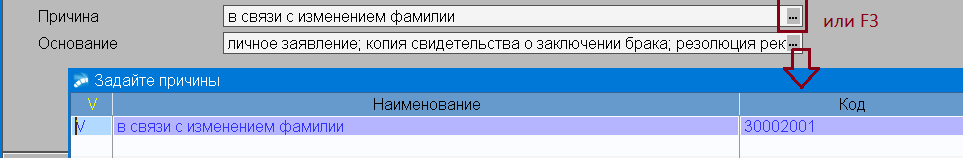 Причина в связи с изменением фамилии ... или F3
Основание личное заявление; копия свидетельства о заключении брака; резолюция рек ...
Задайте причины
V Наименование Код
V в связи с изменением фамилии 30002001